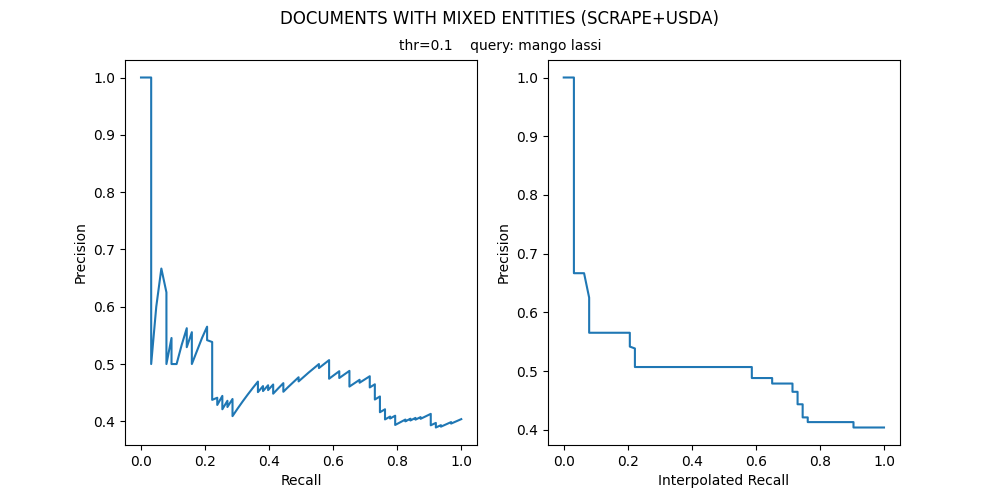 DOCUMENTS WITH MIXED ENTITIES (SCRAPE+USDA)
thr=0.1    query: mango lassi
1.0
0.9
0.8
0.7
0.6
0.5
0.4
Precision
0.0 0.2 0.4 0.6 0.8 1.0
Recall
1.0
0.9
0.8
0.7
0.6
0.5
0.4
Precision
0.0 0.2 0.4 0.6 0.8 1.0
Interpolated Recall